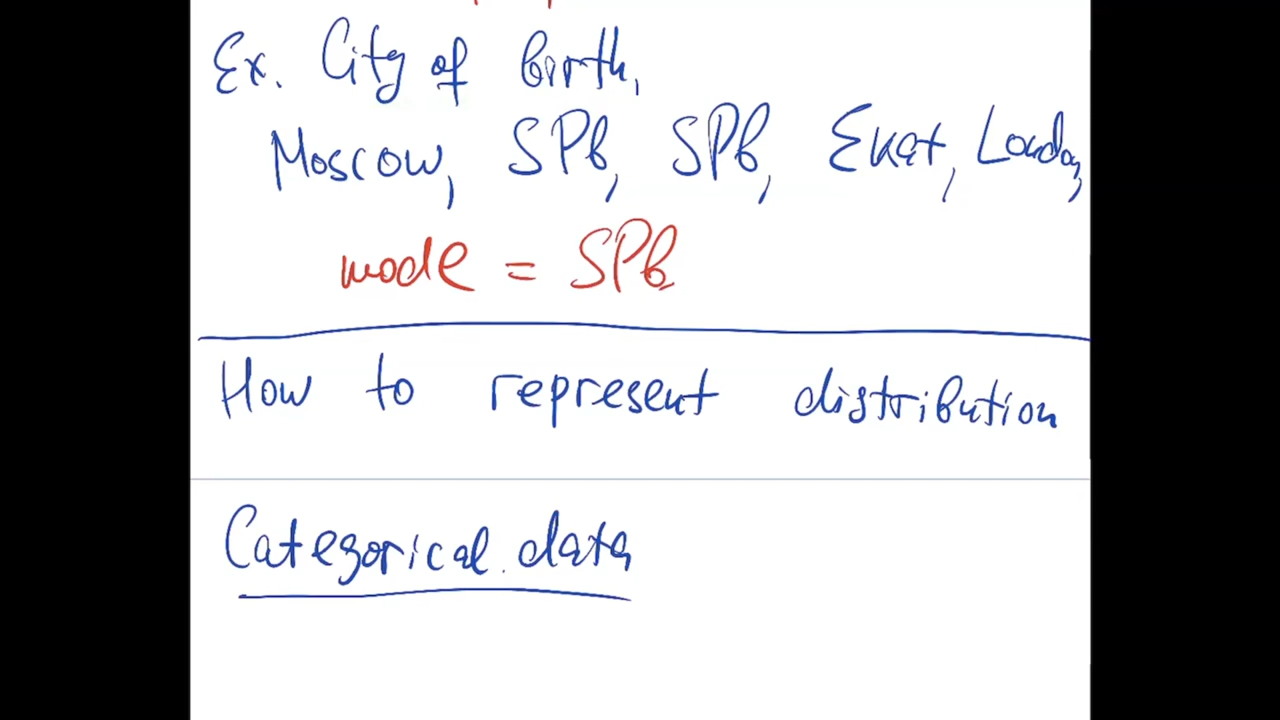 Ex. City of birth,
Moscow, SPb, SPb, Ekat, London,
mode = SPb
How to represent distribution
Categorical data